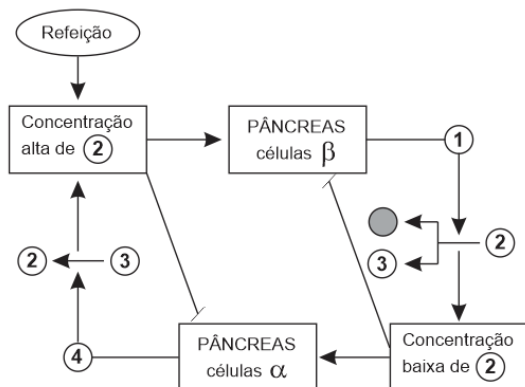 Refeição
Concentração
alta de 2
PÂNCREAS
células β
1
2
3
2
3
4
PÂNCREAS
células α
Concentração
baixa de 2